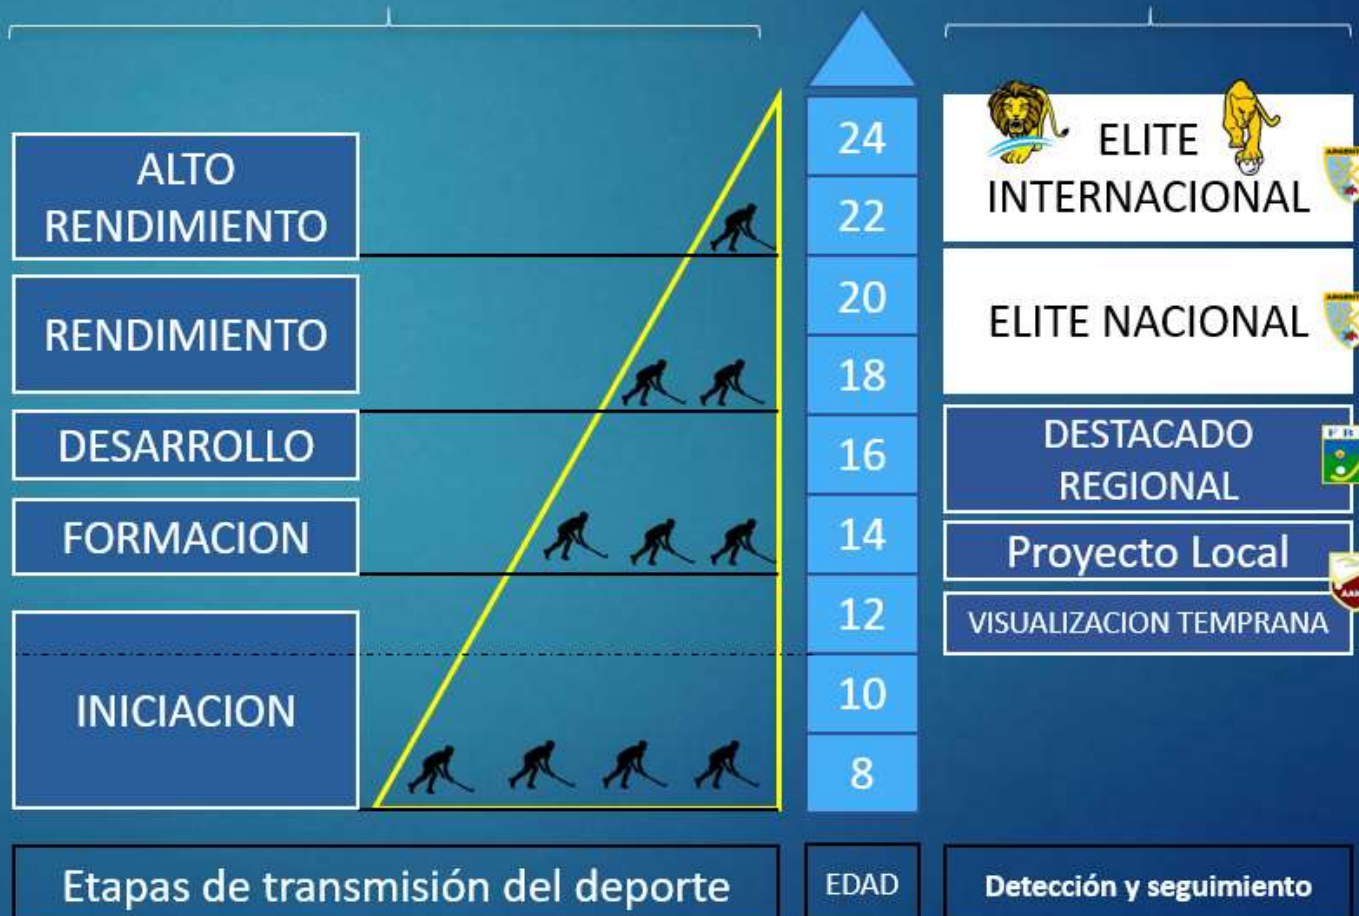 ALTO
RENDIMIENTO
RENDIMIENTO
DESARROLLO
FORMACION
INICIACION
Etapas de transmisión del deporte
24
22
20
18
16
14
12
10
8
EDAD
ELITE
INTERNACIONAL
ELITE NACIONAL
DESTACADO
REGIONAL
Proyecto Local
VISUALIZACION TEMPRANA
Detección y seguimiento